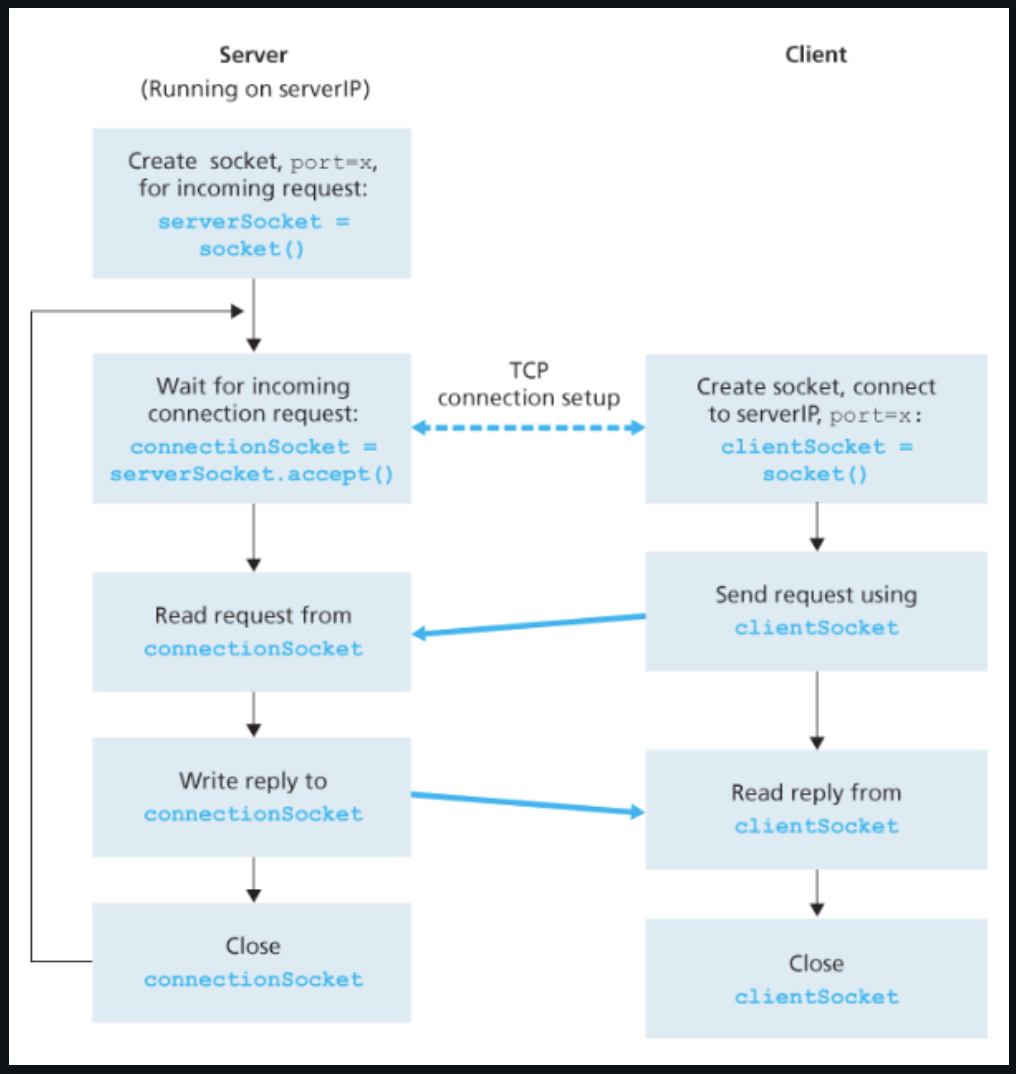 Server
(Running on serverIP)
Client
Create socket, port=x,
for incoming request:
serverSocket =
socket()
Wait for incoming
connection request:
connectionSocket =
serverSocket.accept()
TCP
connection setup
Create socket, connect
to serverIP, port=x:
clientSocket =
socket()
Read request from
connectionSocket
Send request using
clientSocket
Write reply to
connectionSocket
Read reply from
clientSocket
Close
connectionSocket
Close
clientSocket